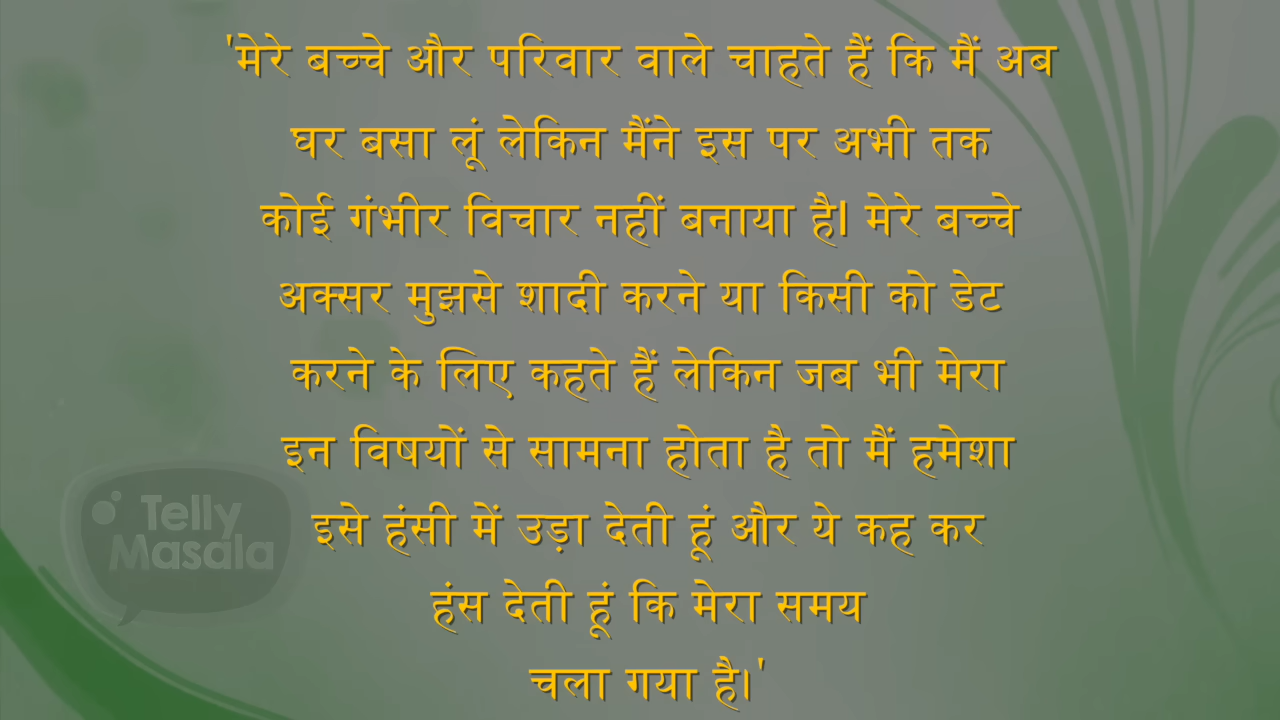 'मेरे बच्चे और परिवार वाले चाहते हैं कि मैं अब
घर बसा लूं लेकिन मैंने इस पर अभी तक
कोई गंभीर विचार नहीं बनाया है। मेरे बच्चे
अक्सर मुझसे शादी करने या किसी को डेट
करने के लिए कहते हैं लेकिन जब भी मेरा
इन विषयों से सामना होता है तो मैं हमेशा
इसे हंसी में उड़ा देती हूं और ये कह कर
हंस देती हूं कि मेरा समय
चला गया है।'
Telly
Masala